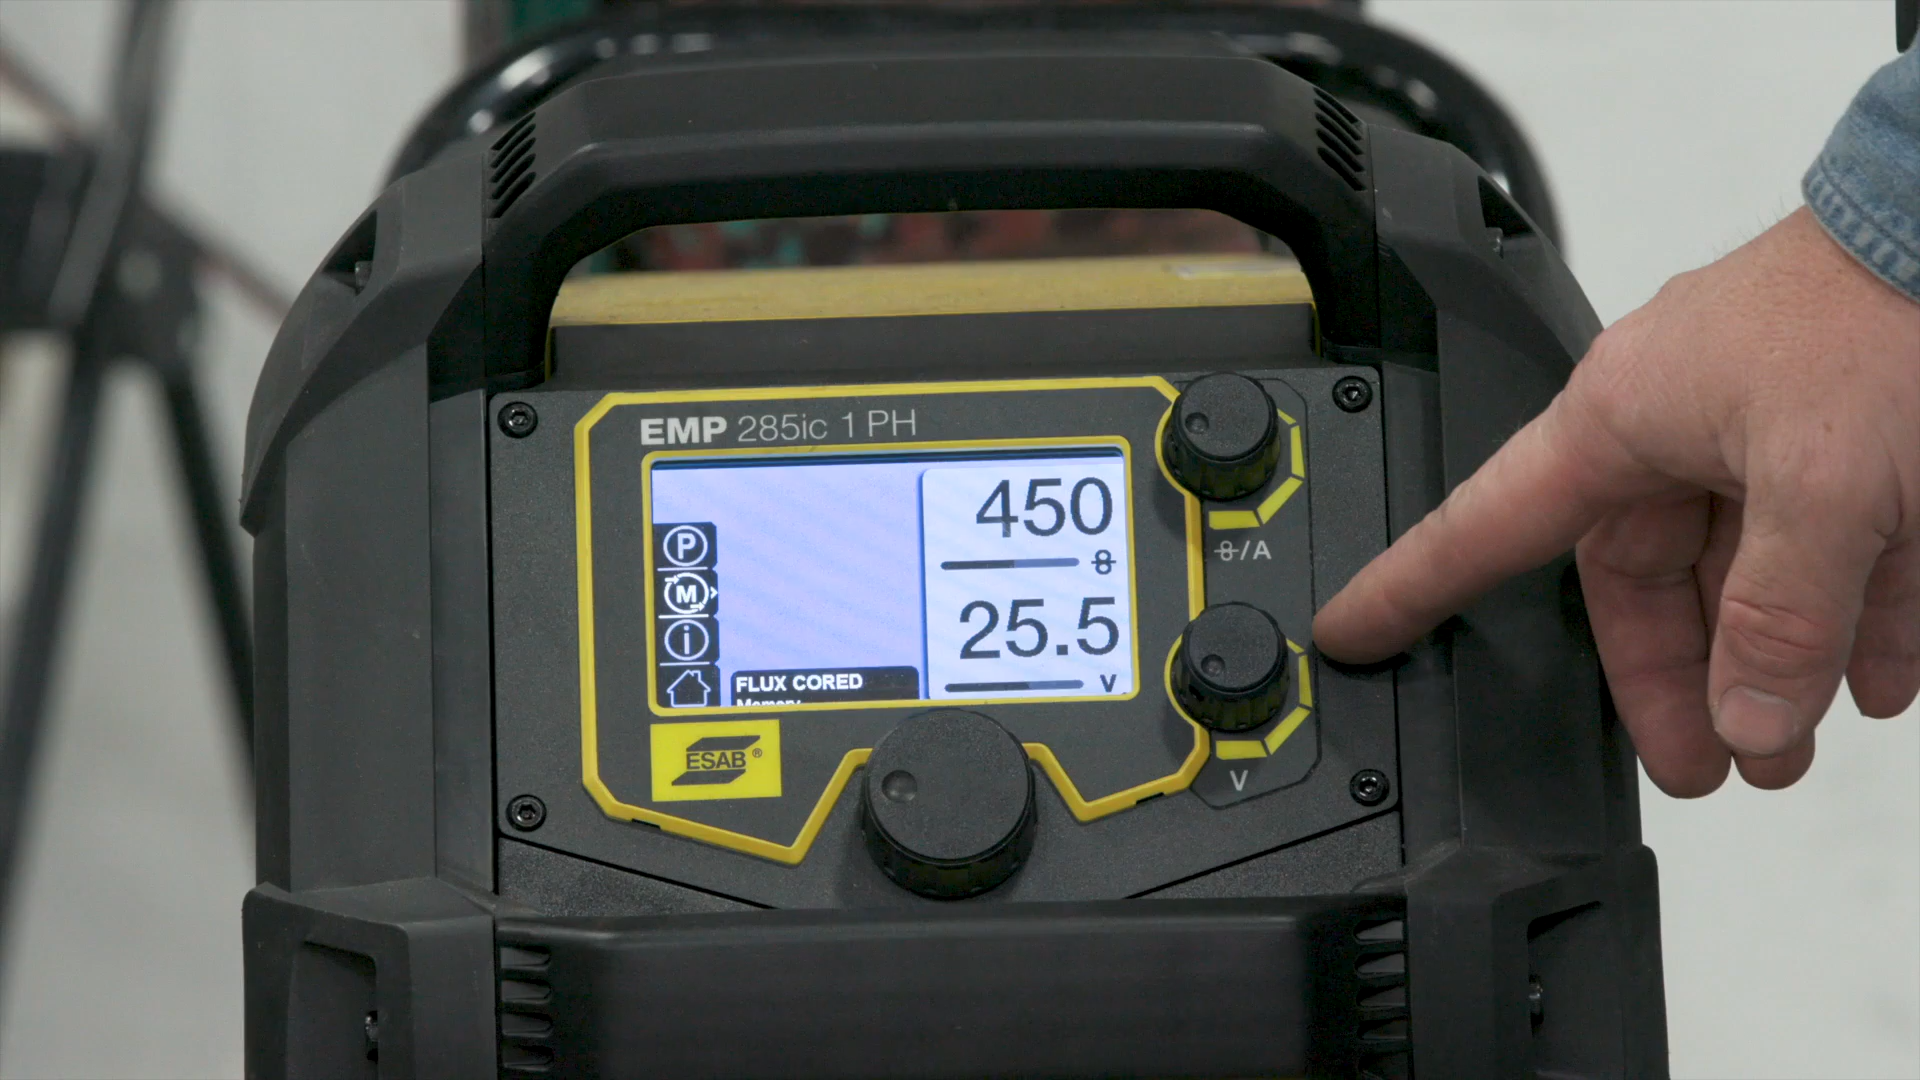 EMP 285ic 1 PH
450
25.5
V
P
M
i
FLUX CORED
Memory
ESAB®
/A
V